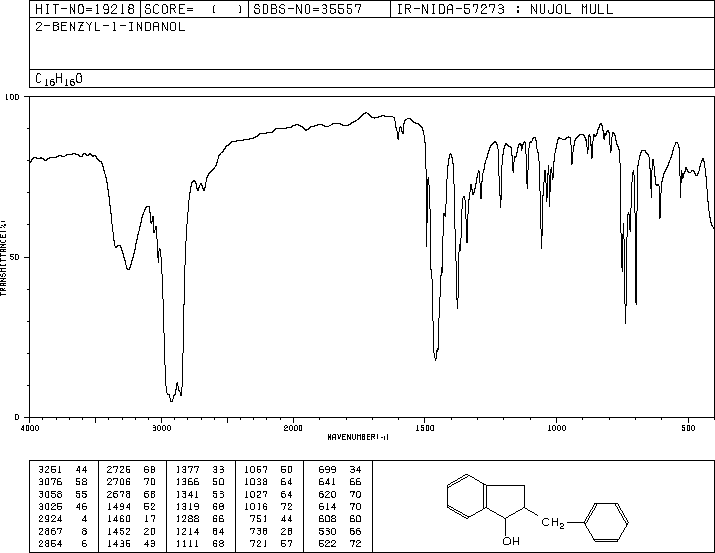 HIT-NO=19218 SCORE= ( ) SDBS-NO=35557 IR-NIDA-57273 : NUJOL MULL
2-BENZYL-1-INDANOL
C16H16O
100
50
0
TRANSMITTANCE(%)
4000 3000 2000 1500 1000 500
WAVENUMBER(-1)
3251 44 2726 68 1377 33 1057 50 699 34
3076 58 2706 70 1366 50 1038 64 641 66
3058 55 2678 68 1341 53 1027 64 620 70
3025 46 1494 52 1319 68 1016 72 614 70
2924 4 1460 17 1288 66 751 44 608 60
2867 8 1452 20 1214 64 738 28 530 66
2854 6 1436 43 1111 68 721 57 522 72
CH2
OH